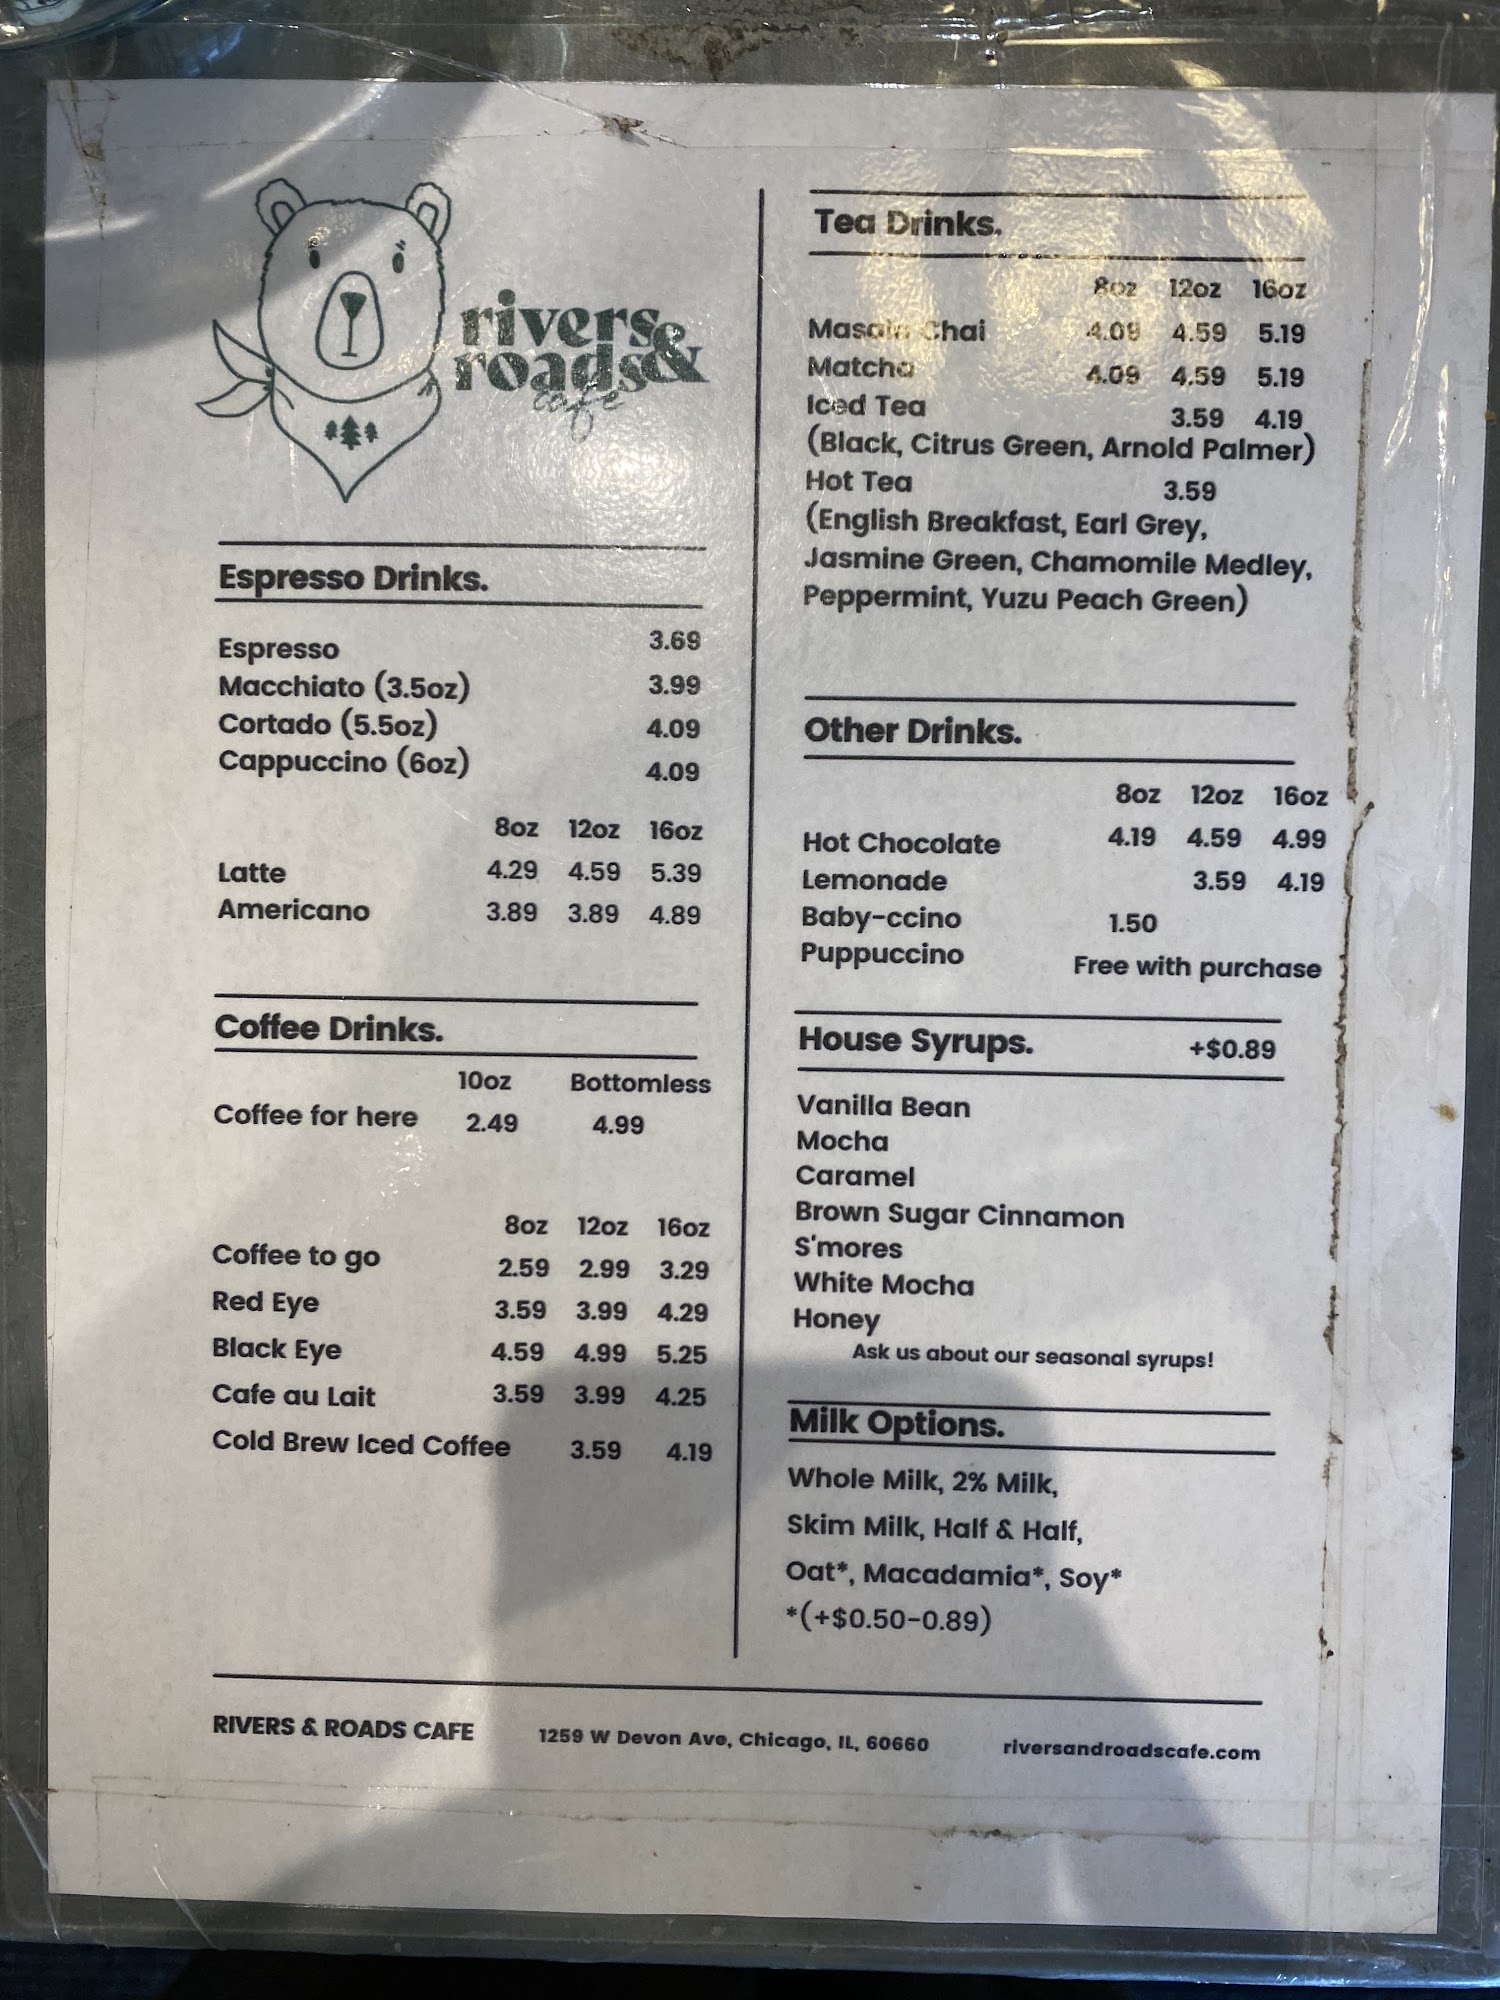 rivers &
roads
cafe
Espresso Drinks.
Espresso 3.69
Macchiato (3.5oz) 3.99
Cortado (5.5oz) 4.09
Cappuccino (6oz) 4.09
8oz 12oz 16oz
Latte 4.29 4.59 5.39
Americano 3.89 3.89 4.89
Coffee Drinks.
10oz Bottomless
Coffee for here 2.49 4.99
8oz 12oz 16oz
Coffee to go 2.59 2.99 3.29
Red Eye 3.59 3.99 4.29
Black Eye 4.59 4.99 5.25
Cafe au Lait 3.59 3.99 4.25
Cold Brew Iced Coffee 3.59 4.19
Tea Drinks.
8oz 12oz 16oz
Masala Chai 4.09 4.59 5.19
Matcha 4.09 4.59 5.19
Iced Tea 3.59 4.19
(Black, Citrus Green, Arnold Palmer)
Hot Tea 3.59
(English Breakfast, Earl Grey,
Jasmine Green, Chamomile Medley,
Peppermint, Yuzu Peach Green)
Other Drinks.
8oz 12oz 16oz
Hot Chocolate 4.19 4.59 4.99
Lemonade 3.59 4.19
Baby-ccino 1.50
Puppuccino Free with purchase
House Syrups. +$0.89
Vanilla Bean
Mocha
Caramel
Brown Sugar Cinnamon
S'mores
White Mocha
Honey
Ask us about our seasonal syrups!
Milk Options.
Whole Milk, 2% Milk,
Skim Milk, Half & Half,
Oat*, Macadamia*, Soy*
*(+$0.50-0.89)
RIVERS & ROADS CAFE 1259 W Devon Ave, Chicago, IL, 60660 riversandroadscafe.com